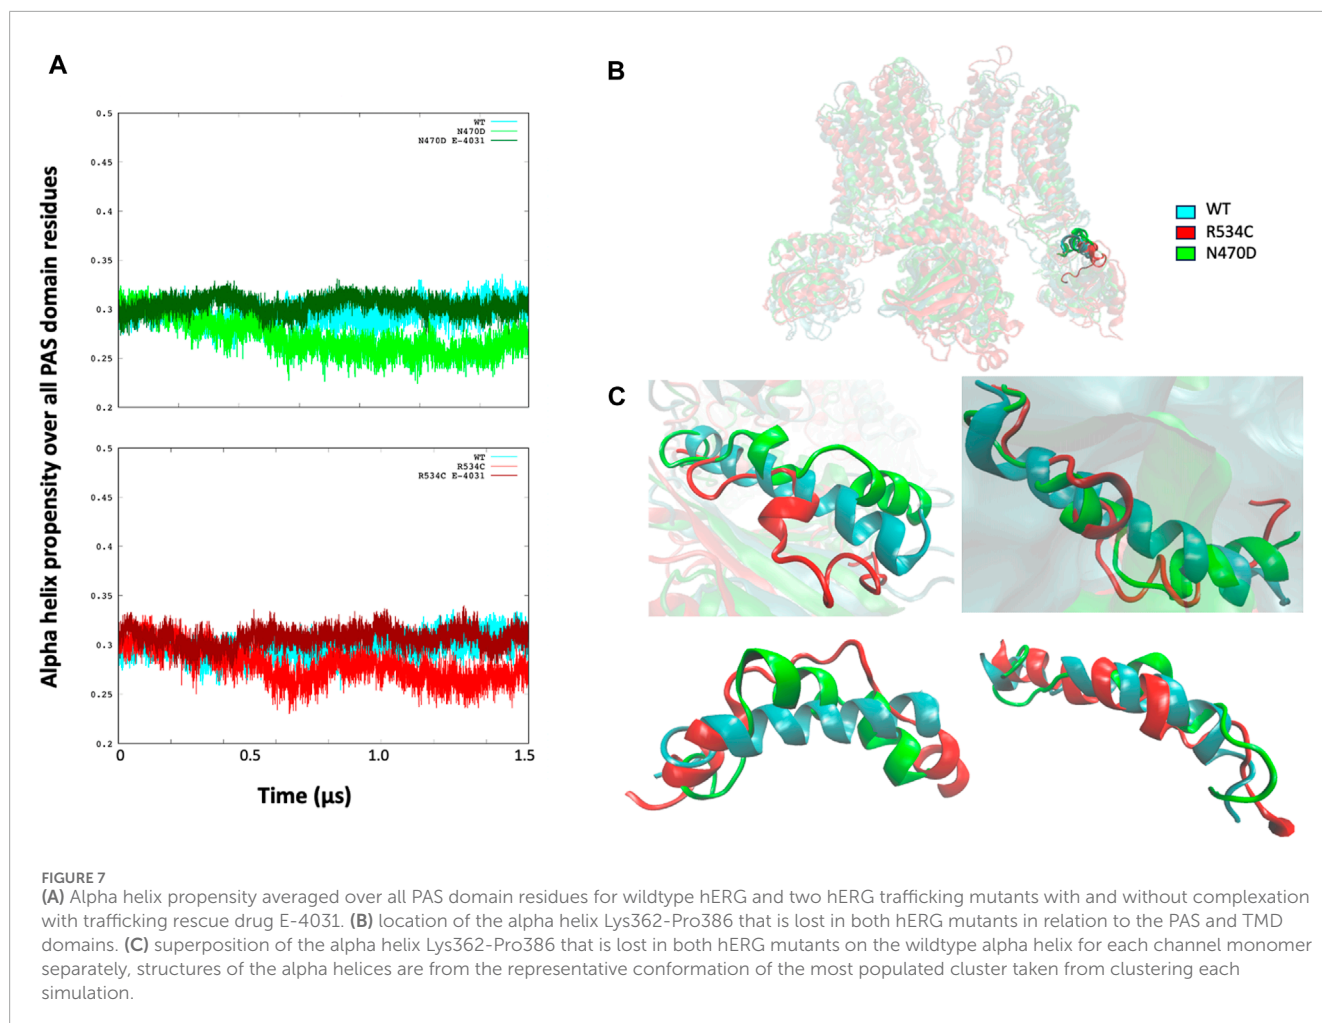 A
B
Alpha helix propensity over all PAS domain residues
0.5
0.45
0.4
0.35
0.3
0.25
0.2
WT
N470D
N470D E-4031
WT
R534C
N470D
C
0.5
0.45
0.4
0.35
0.3
0.25
0.2
WT
R534C
R534C E-4031
0
0.5
1.0
1.5
Time (µs)
FIGURE 7
(A) Alpha helix propensity averaged over all PAS domain residues for wildtype hERG and two hERG trafficking mutants with and without complexation
with trafficking rescue drug E-4031. (B) location of the alpha helix Lys362-Pro386 that is lost in both hERG mutants in relation to the PAS and TMD
domains. (C) superposition of the alpha helix Lys362-Pro386 that is lost in both hERG mutants on the wildtype alpha helix for each channel monomer
separately, structures of the alpha helices are from the representative conformation of the most populated cluster taken from clustering each
simulation.